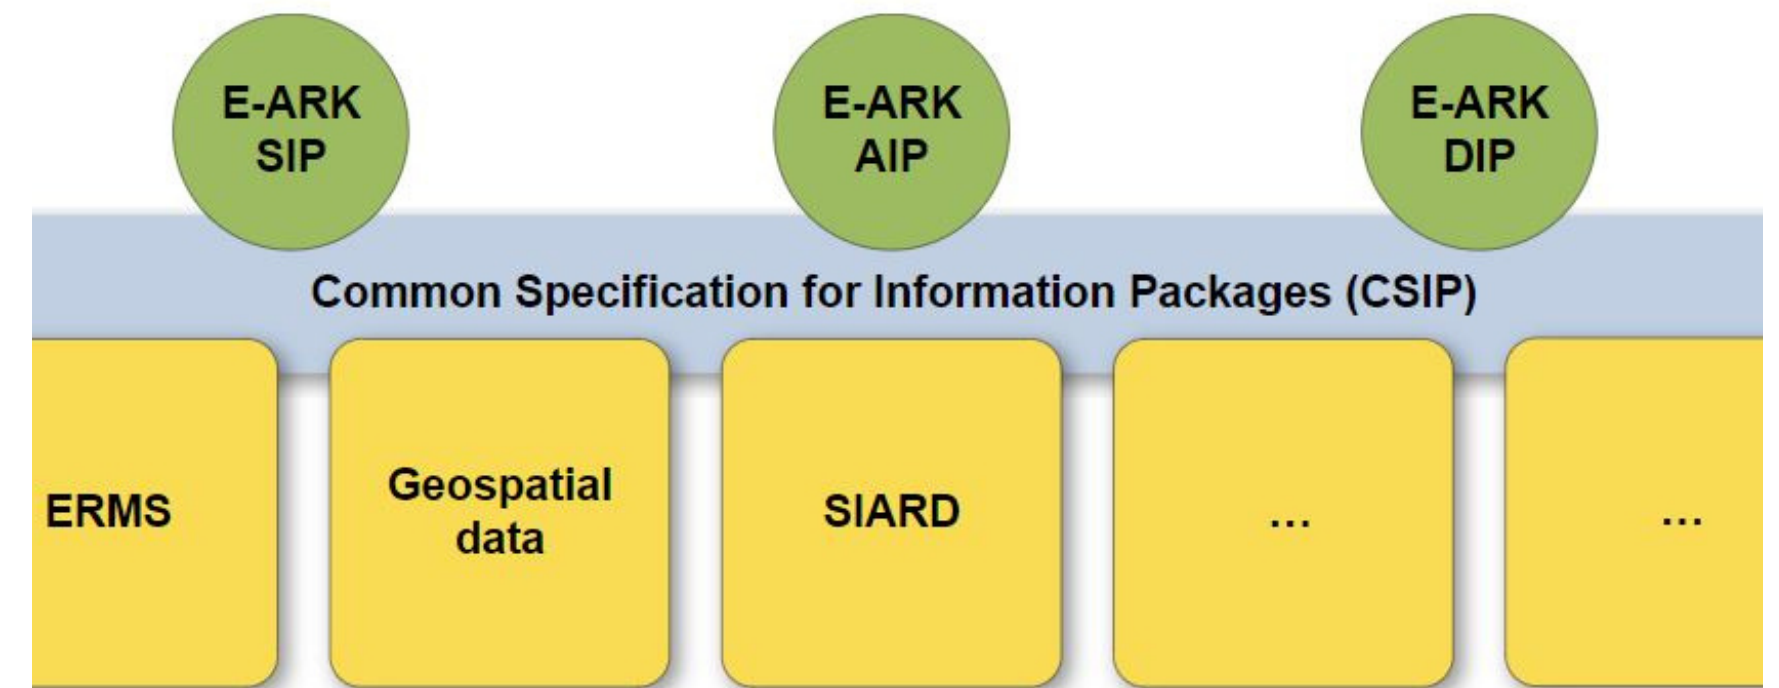 E-ARK
SIP
E-ARK
AIP
E-ARK
DIP
Common Specification for Information Packages (CSIP)
ERMS
Geospatial
data
SIARD
...
...